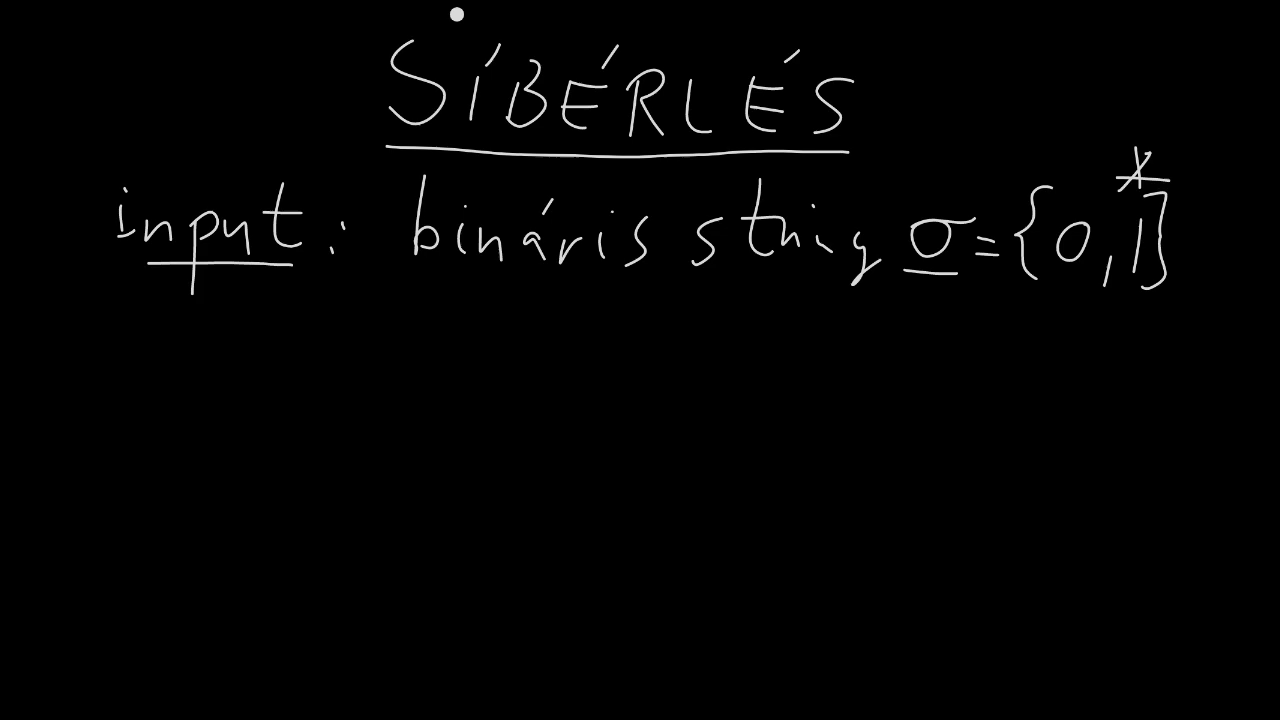 SÍBÉRLÉS
input: bináris string σ = {0,1}*